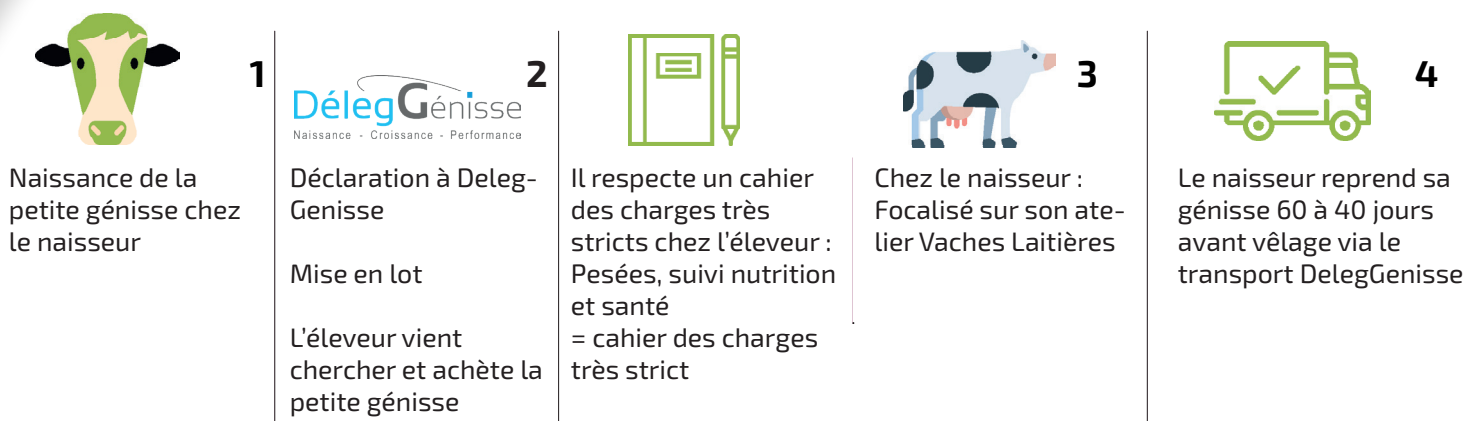 1
Naissance de la
petite génisse chez
le naisseur
2
DélegGénisse
Naissance - Croissance - Performance
Déclaration à Deleg-
Genisse
Mise en lot
L'éleveur vient
chercher et achète la
petite génisse
Il respecte un cahier
des charges très
stricts chez l'éleveur :
Pesées, suivi nutrition
et santé
= cahier des charges
très strict
3
Chez le naisseur :
Focalisé sur son ate-
lier Vaches Laitières
4
Le naisseur reprend sa
génisse 60 à 40 jours
avant vêlage via le
transport DelegGenisse